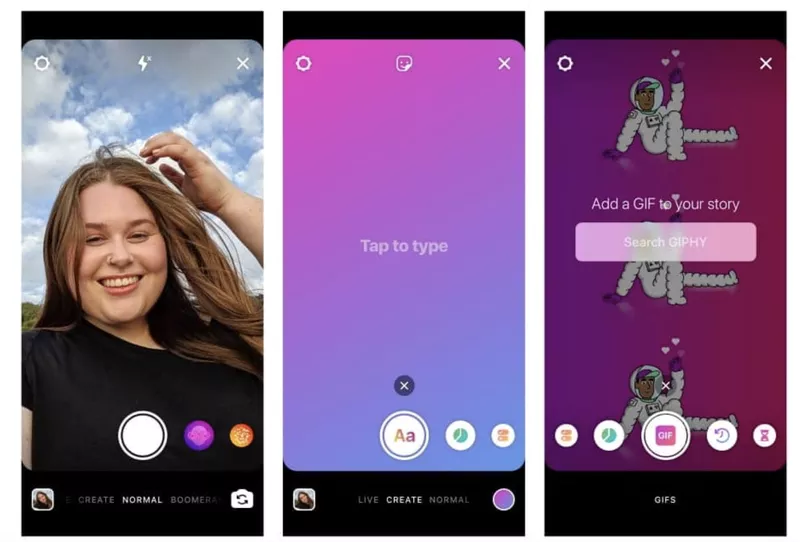 E CREATE NORMAL BOOMERA
Tap to type
Aa
LIVE CREATE NORMAL
Add a GIF to your story
Search GIPHY
GIF
GIFS